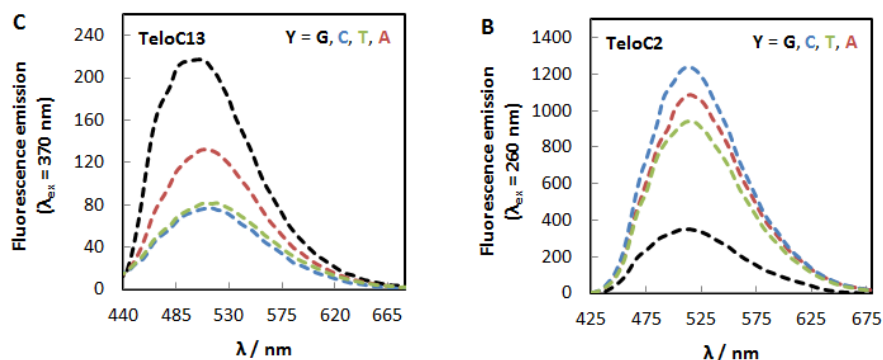 C
TeloC13
Y = G, C, T, A
Fluorescence emission
(λex = 370 nm)
260
240
200
160
120
80
40
0
440
485
530
575
620
665
λ / nm
B
TeloC2
Y = G, C, T, A
Fluorescence emission
(λex = 260 nm)
1400
1200
1000
800
600
400
200
0
425
475
525
575
625
675
λ / nm